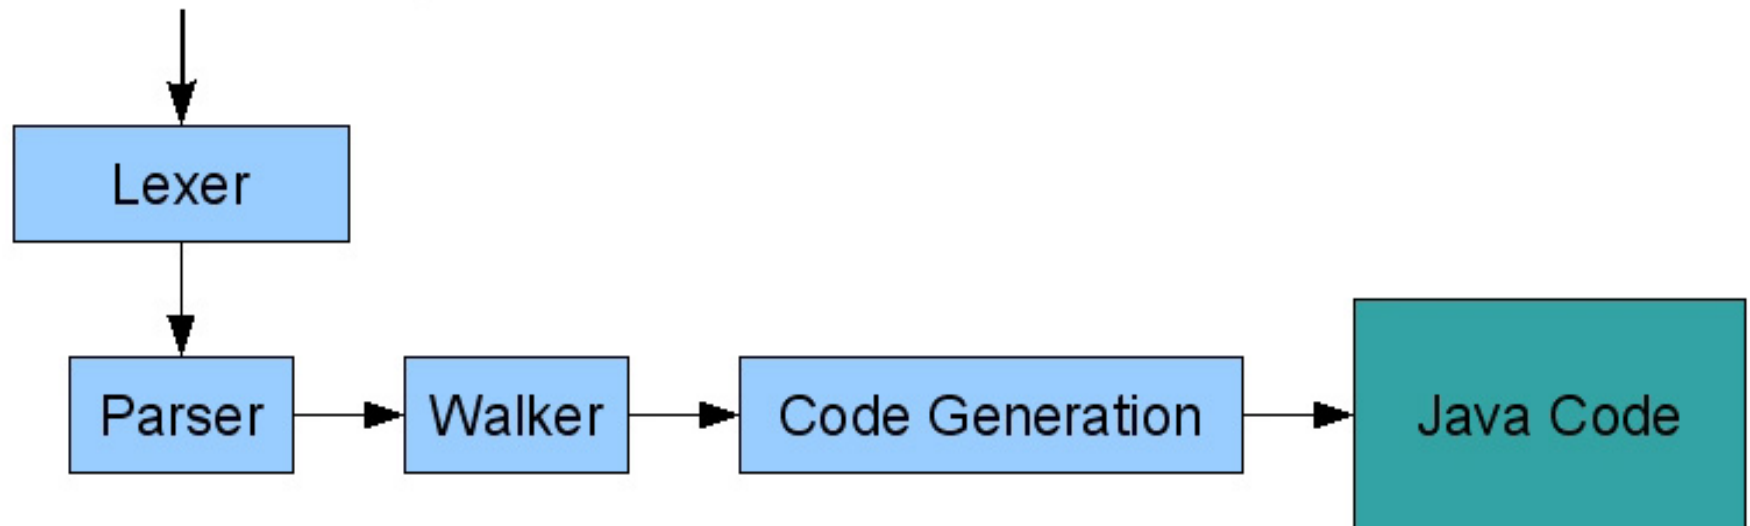 Lexer
Parser
Walker
Code Generation
Java Code